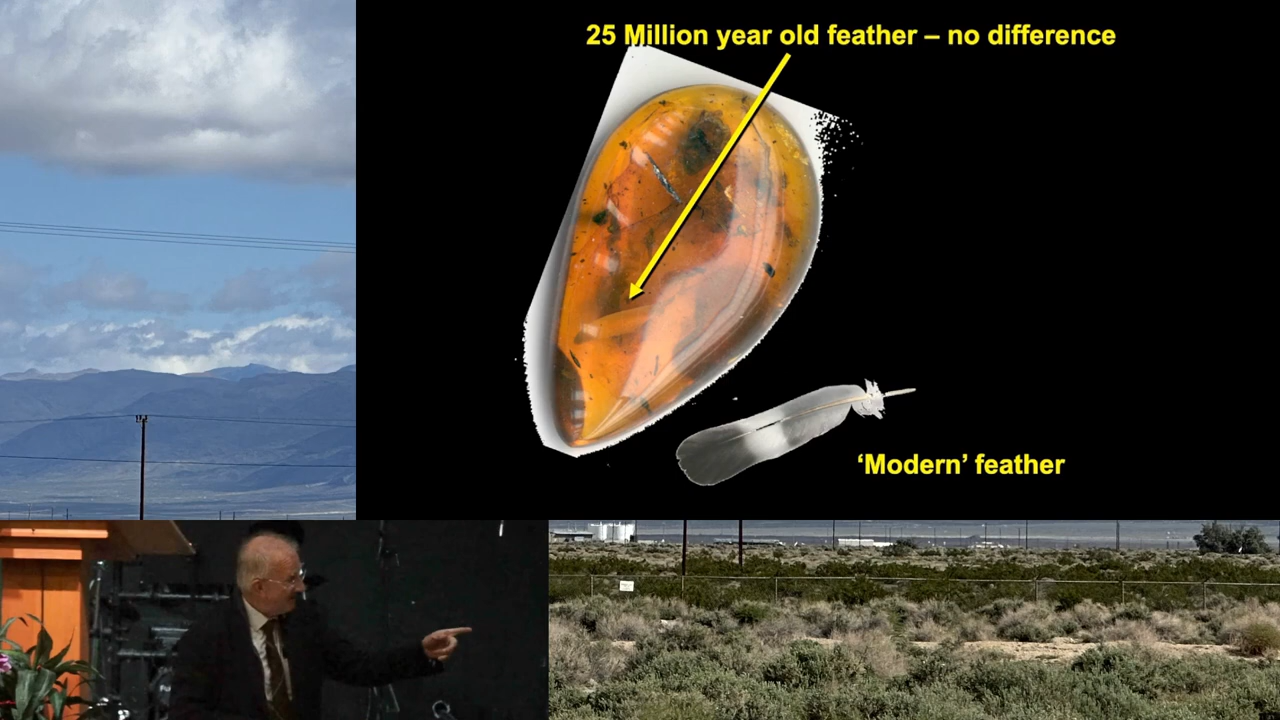 25 Million year old feather – no difference
‘Modern’ feather